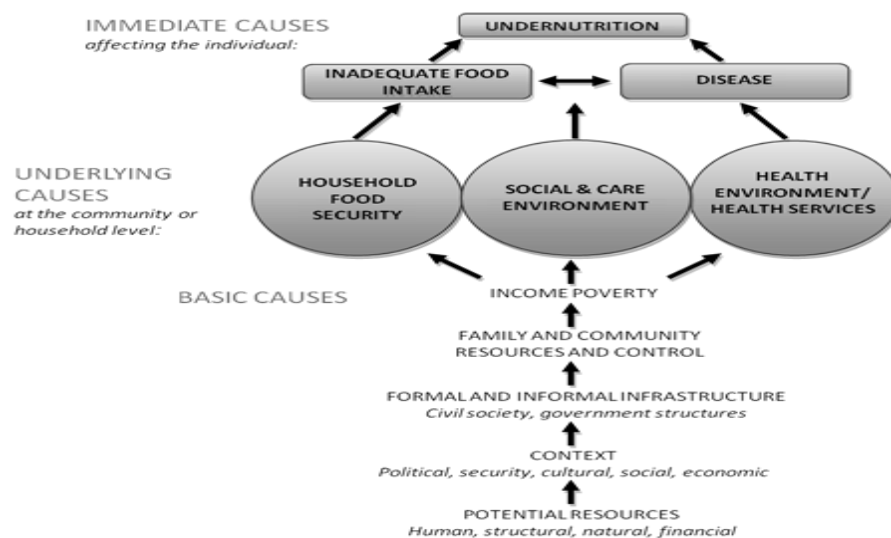 IMMEDIATE CAUSES
affecting the individual:
UNDERNUTRITION
INADEQUATE FOOD
INTAKE
DISEASE
UNDERLYING
CAUSES
at the community or
household level:
HOUSEHOLD
FOOD
SECURITY
SOCIAL & CARE
ENVIRONMENT
HEALTH
ENVIRONMENT/
HEALTH SERVICES
BASIC CAUSES
INCOME POVERTY
FAMILY AND COMMUNITY
RESOURCES AND CONTROL
FORMAL AND INFORMAL INFRASTRUCTURE
Civil society, government structures
CONTEXT
Political, security, cultural, social, economic
POTENTIAL RESOURCES
Human, structural, natural, financial